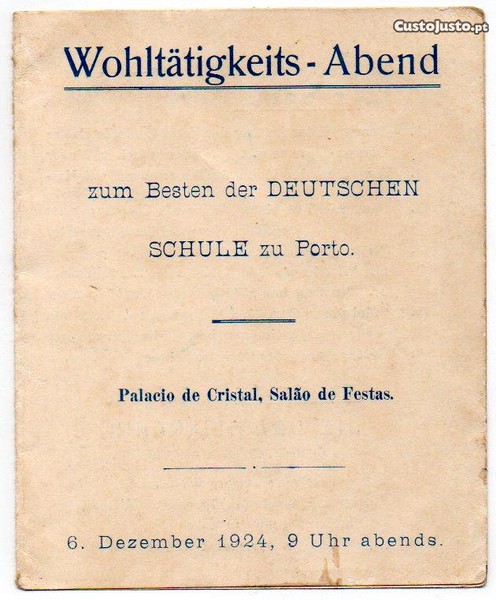 CustoJusto.pt
Wohltätigkeits - Abend
zum Besten der DEUTSCHEN
SCHULE zu Porto.
Palacio de Cristal, Salão de Festas.
6. Dezember 1924, 9 Uhr abends.